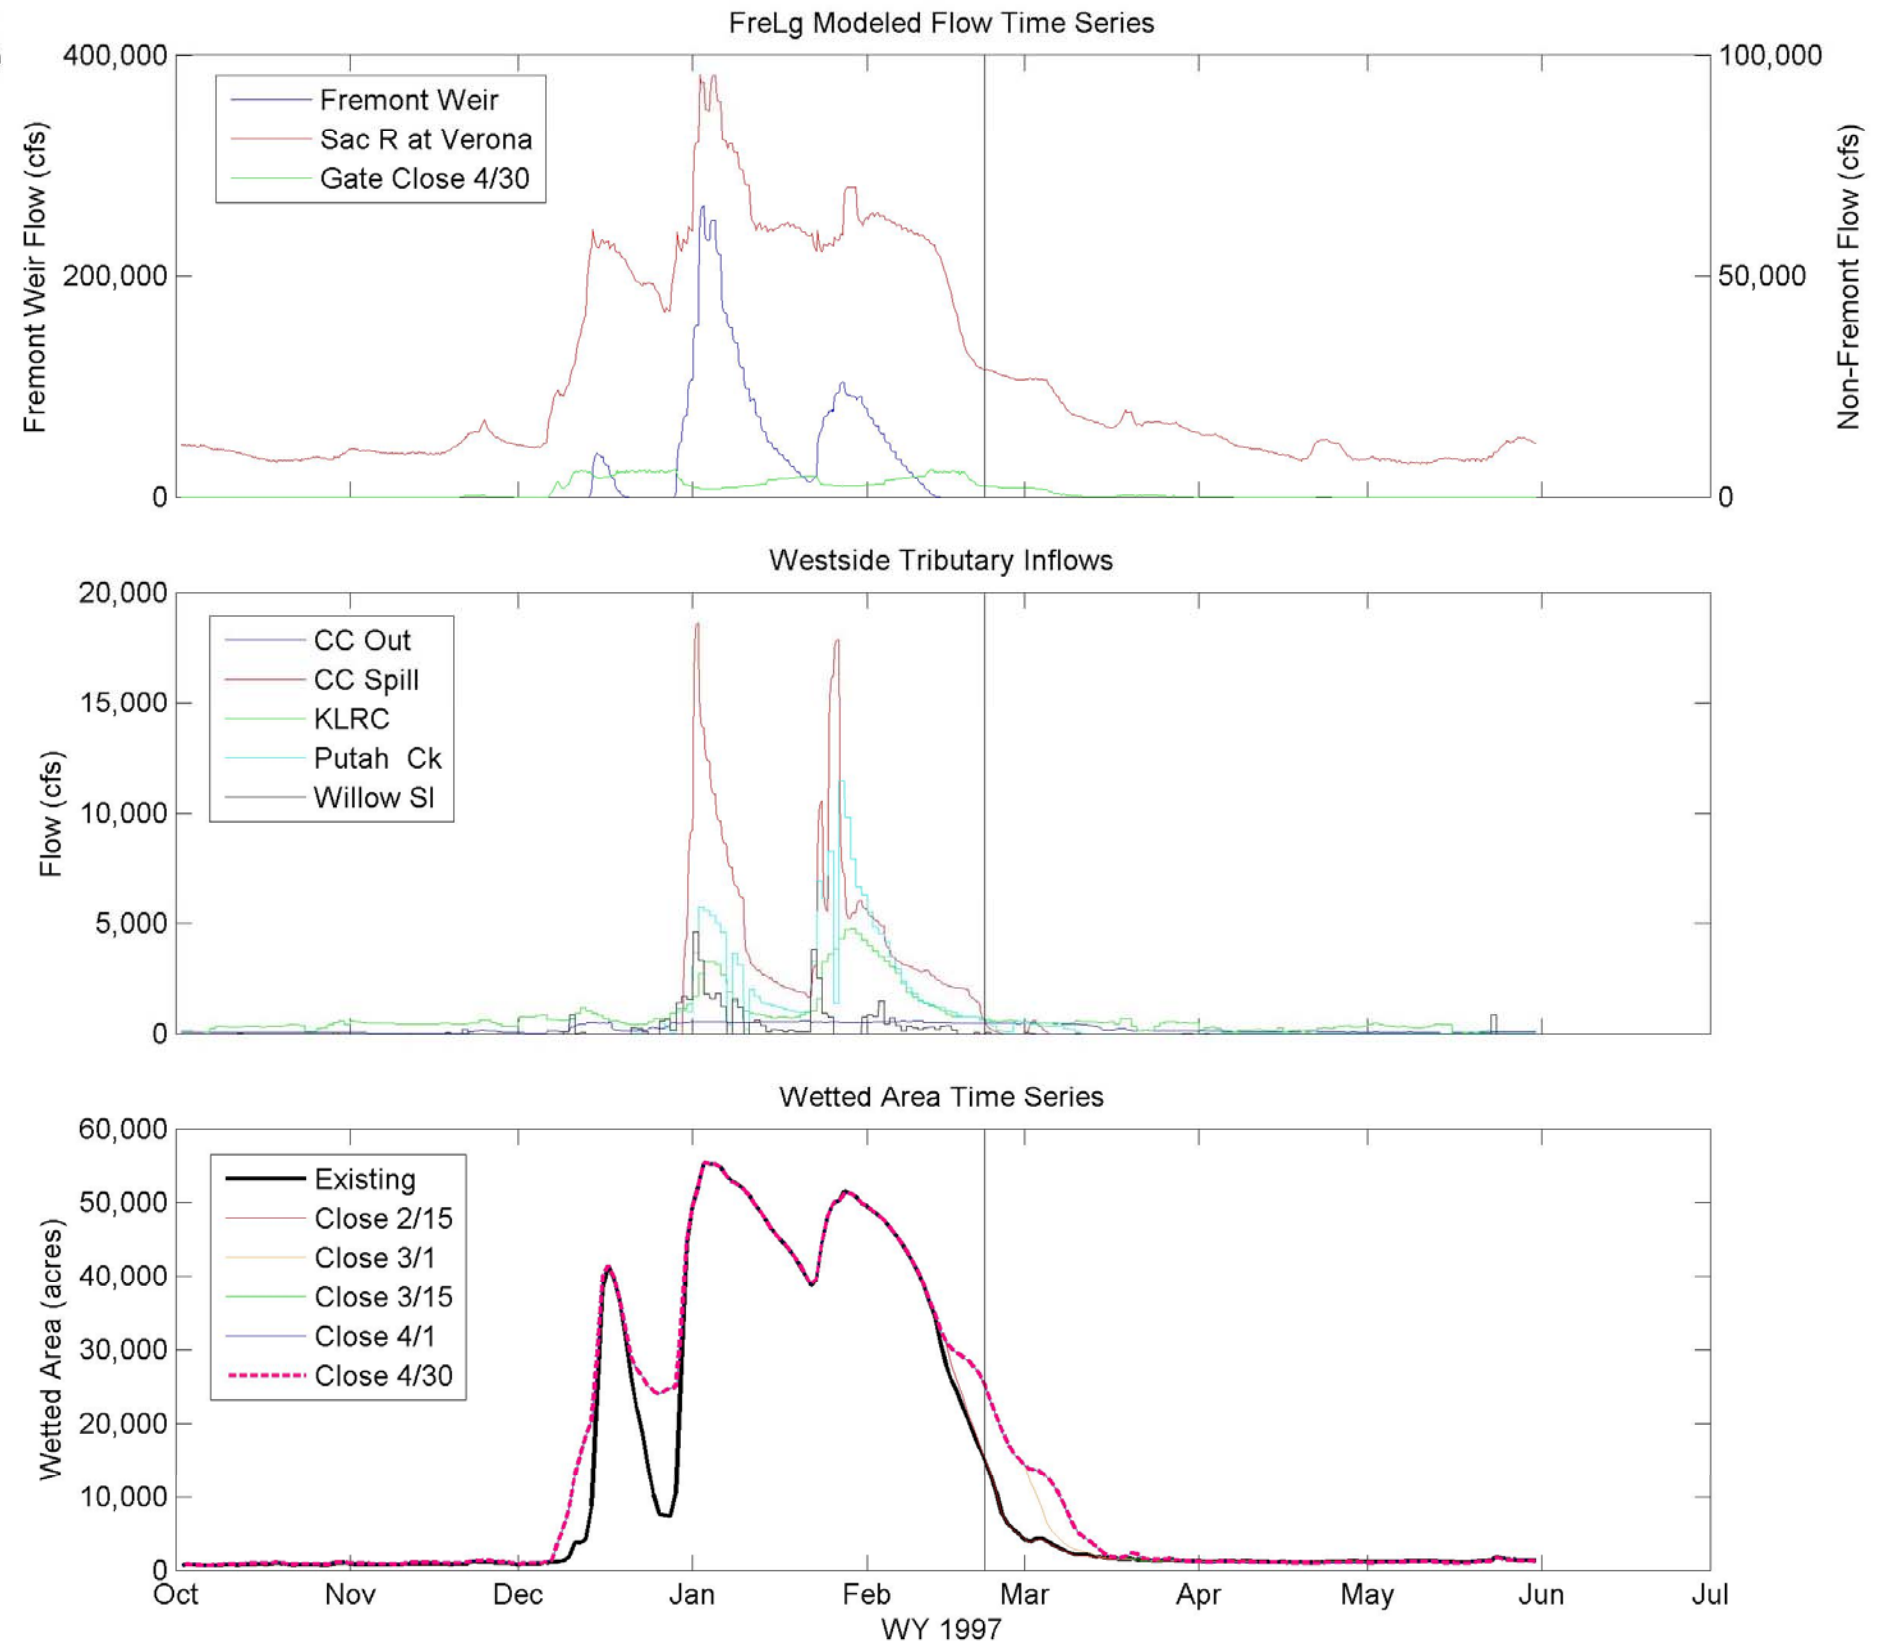 FreLg Modeled Flow Time Series
400,000
200,000
0
100,000
50,000
0
Fremont Weir Flow (cfs)
Non-Fremont Flow (cfs)
Fremont Weir
Sac R at Verona
Gate Close 4/30
Westside Tributary Inflows
20,000
15,000
10,000
5,000
0
Flow (cfs)
CC Out
CC Spill
KLRC
Putah Ck
Willow Sl
Wetted Area Time Series
60,000
50,000
40,000
30,000
20,000
10,000
0
Wetted Area (acres)
Existing
Close 2/15
Close 3/1
Close 3/15
Close 4/1
Close 4/30
Oct Nov Dec Jan Feb Mar Apr May Jun Jul
WY 1997